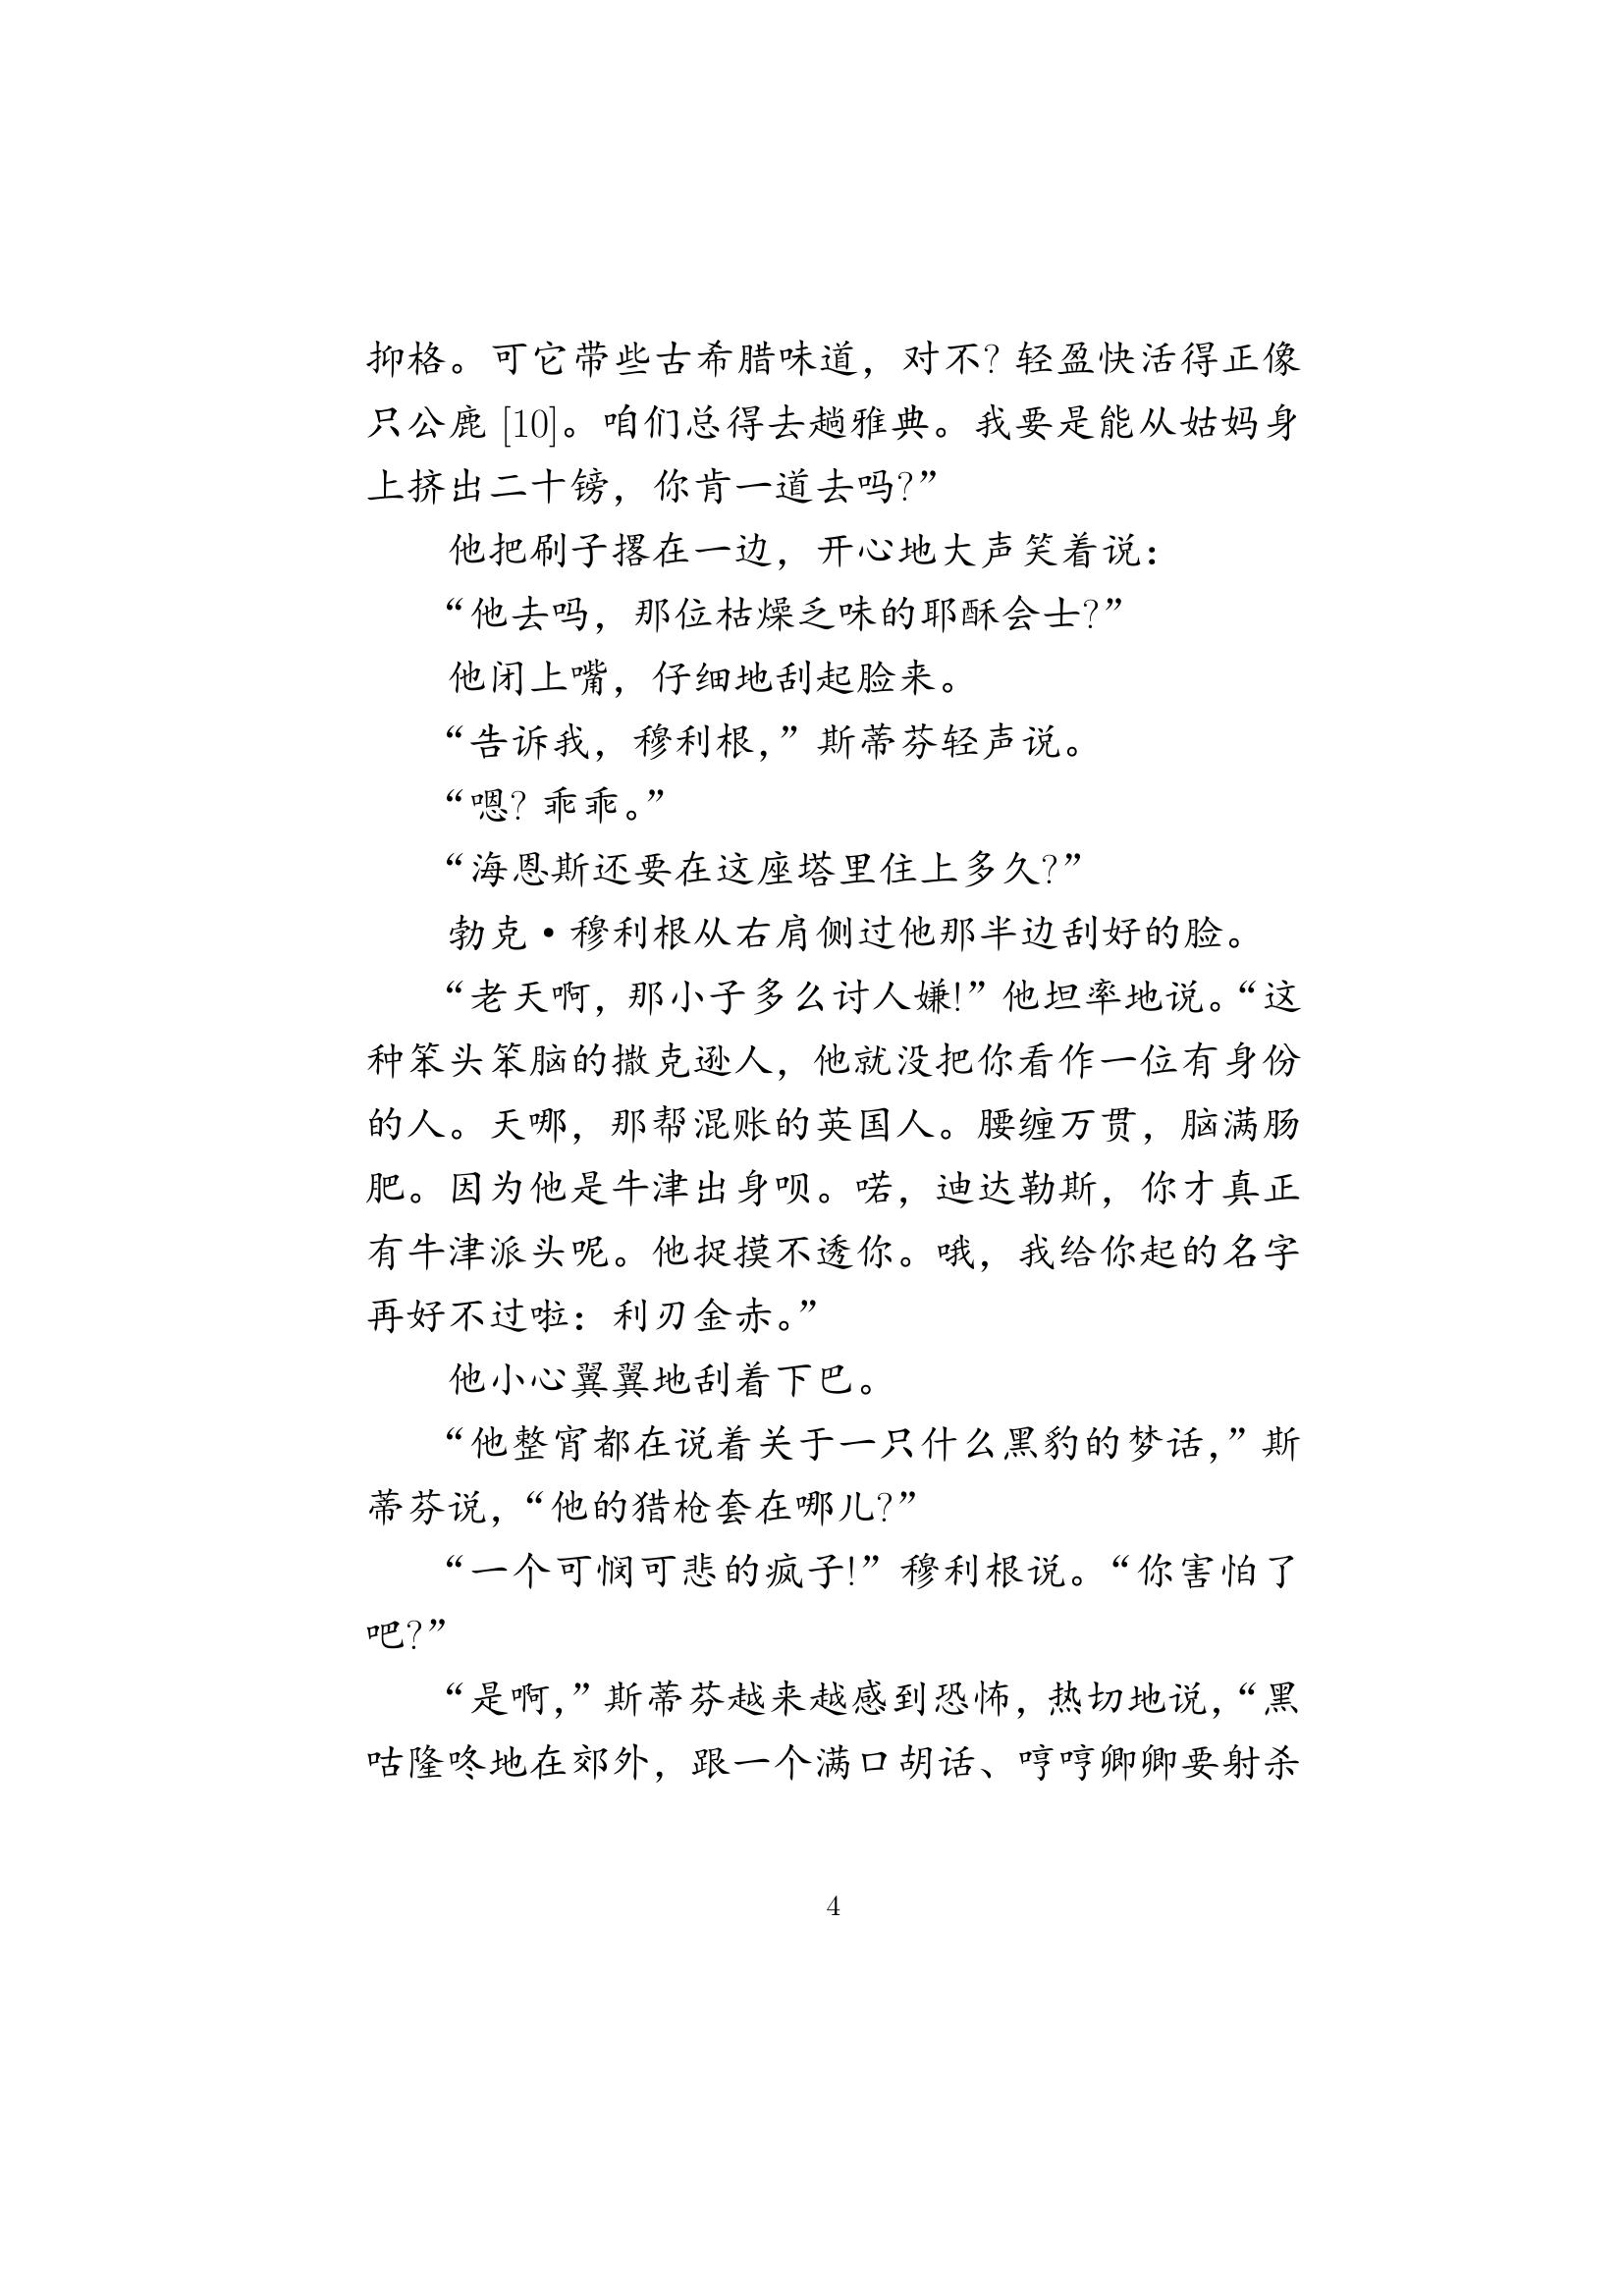 抑格。可它带些古希腊味道，对不? 轻盈快活得正像
只公鹿 [10]。咱们总得去趟雅典。我要是能从姑妈身
上挤出二十镑，你肯一道去吗?”
他把刷子撂在一边，开心地大声笑着说：
“他去吗，那位枯燥乏味的耶酥会士?”
他闭上嘴，仔细地刮起脸来。
“告诉我，穆利根，”斯蒂芬轻声说。
“嗯? 乖乖。”
“海恩斯还要在这座塔里住上多久?”
勃克·穆利根从右肩侧过他那半边刮好的脸。
“老天啊，那小子多么讨人嫌!”他坦率地说。“这
种笨头笨脑的撒克逊人，他就没把你看作一位有身份
的人。天哪，那帮混账的英国人。腰缠万贯，脑满肠
肥。因为他是牛津出身呗。喏，迪达勒斯，你才真正
有牛津派头呢。他捉摸不透你。哦，我给你起的名字
再好不过啦：利刃金赤。”
他小心翼翼地刮着下巴。
“他整宵都在说着关于一只什么黑豹的梦话，”斯
蒂芬说，“他的猎枪套在哪儿?”
“一个可悯可悲的疯子!”穆利根说。“你害怕了
吧?”
“是啊，”斯蒂芬越来越感到恐怖，热切地说，“黑
咕隆咚地在郊外，跟一个满口胡话、哼哼卿卿要射杀
4